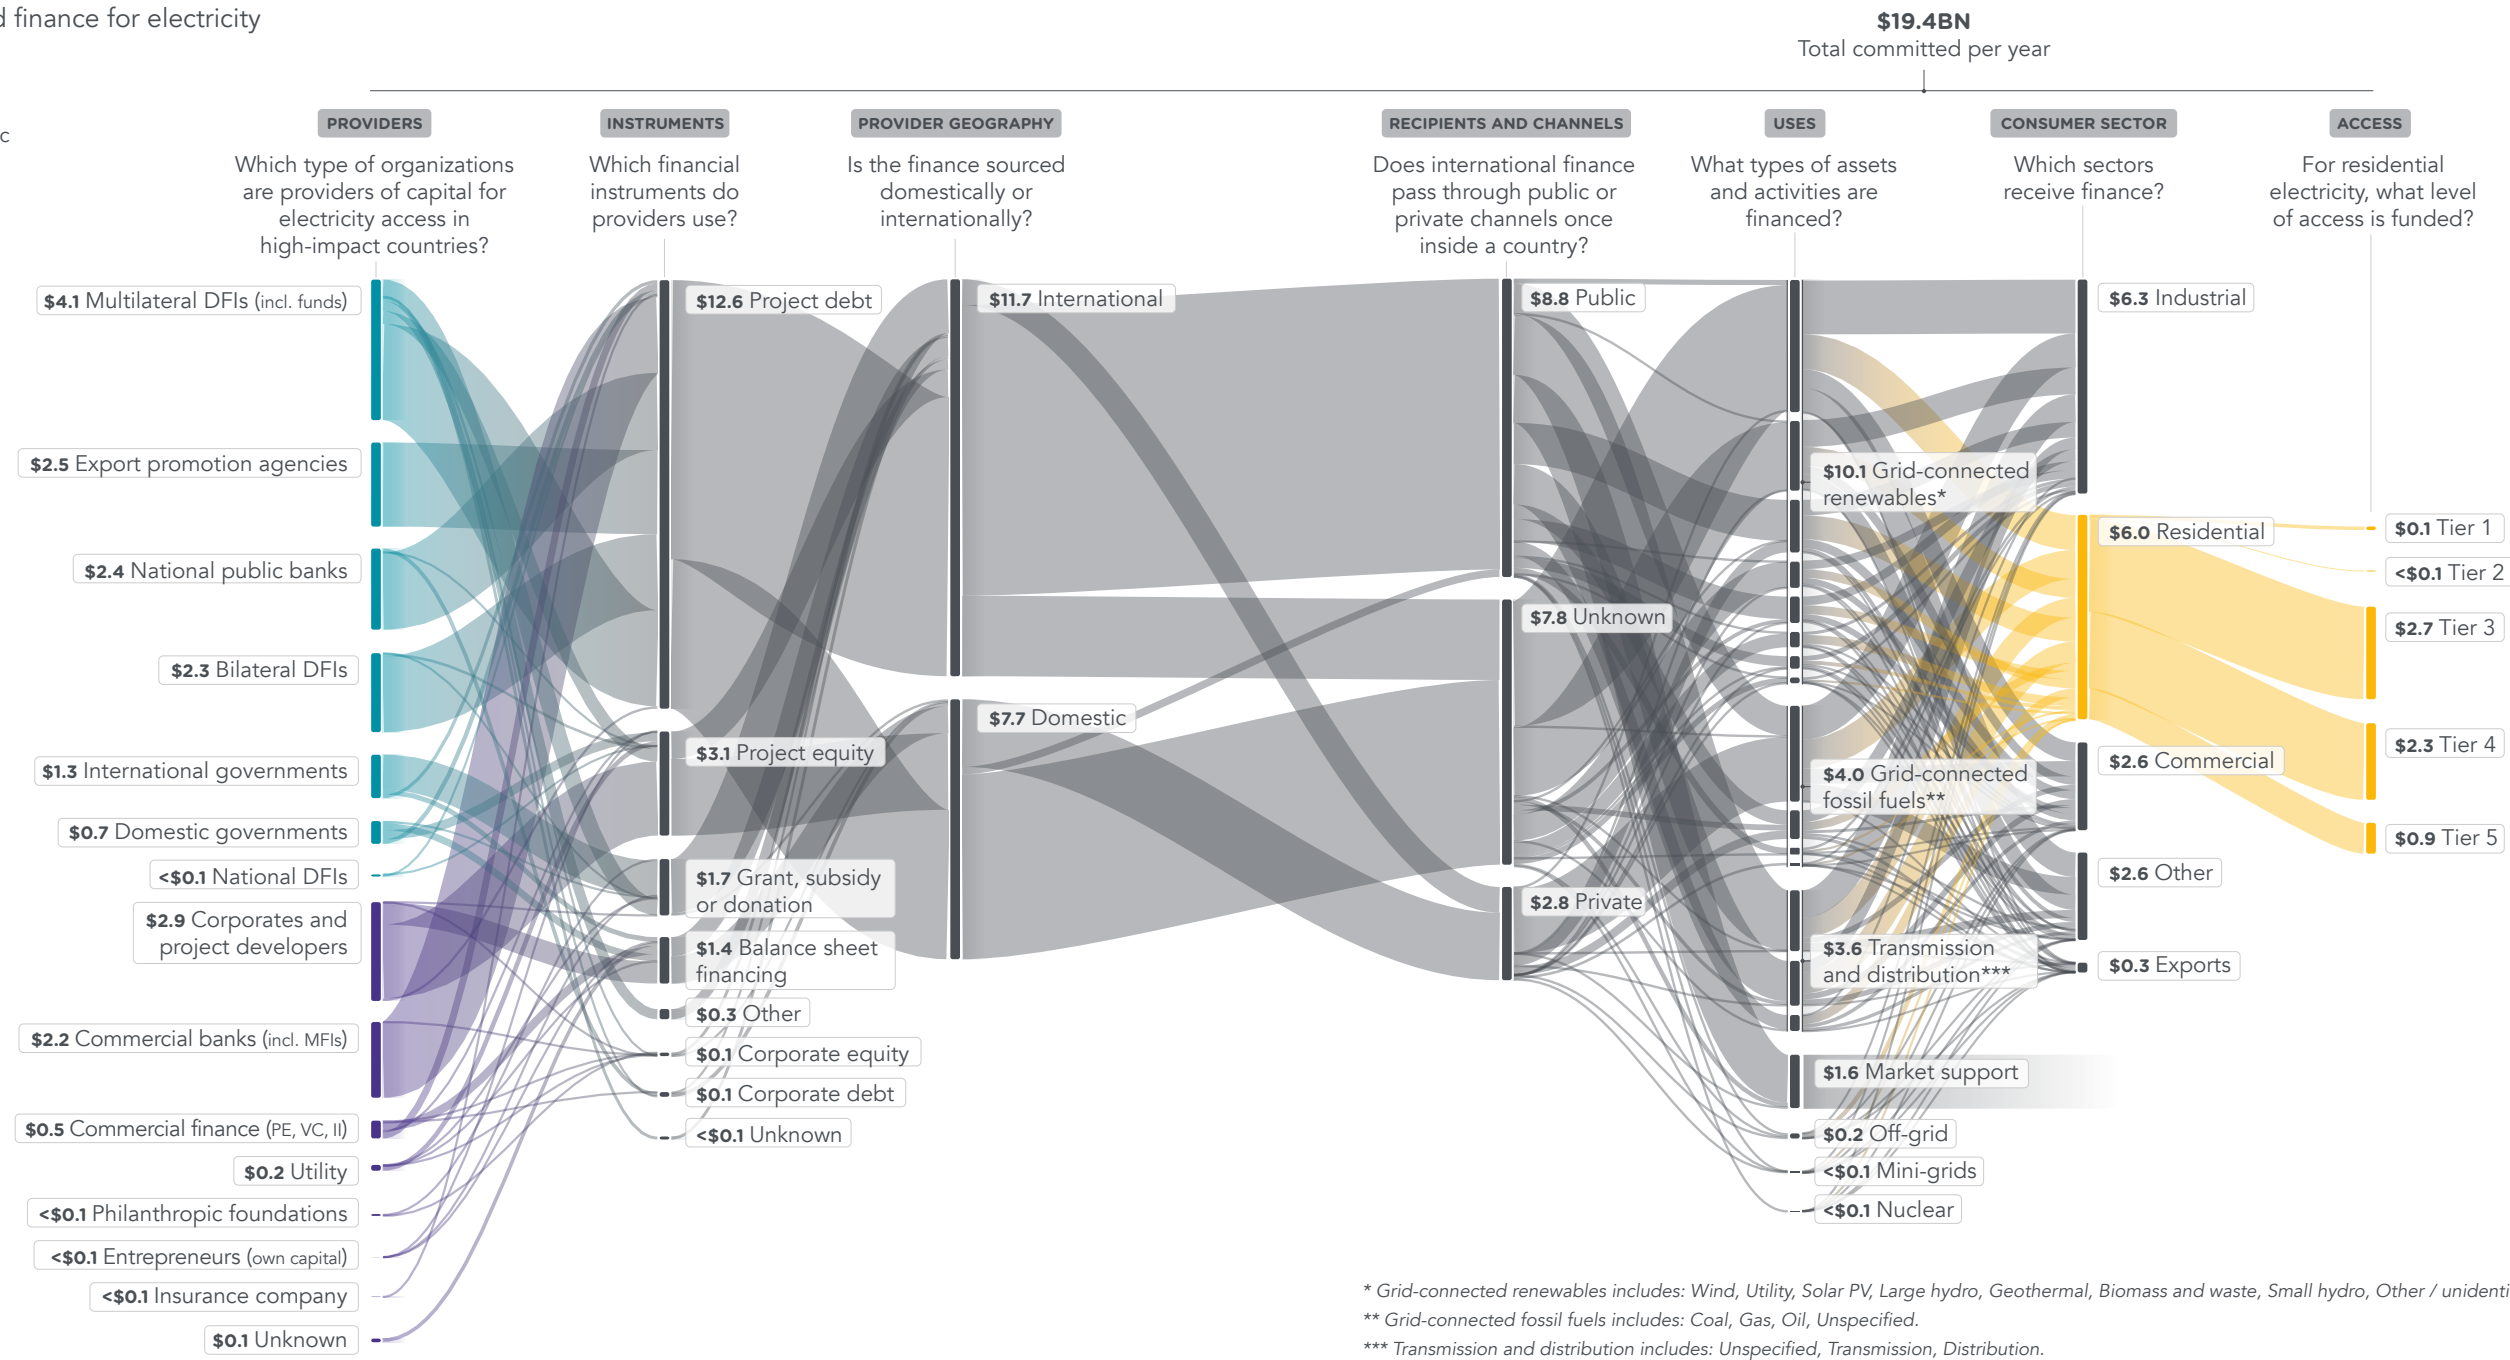 finance for electricity
$19.4BN
Total committed per year
PROVIDERS
Which type of organizations
are providers of capital for
electricity access in
high-impact countries?
INSTRUMENTS
Which financial
instruments do
providers use?
PROVIDER GEOGRAPHY
Is the finance sourced
domestically or
internationally?
RECIPIENTS AND CHANNELS
Does international finance
pass through public or
private channels once
inside a country?
USES
What types of assets
and activities are
financed?
CONSUMER SECTOR
Which sectors
receive finance?
ACCESS
For residential
electricity, what level
of access is funded?
$4.1 Multilateral DFIs (incl. funds)
$2.5 Export promotion agencies
$2.4 National public banks
$2.3 Bilateral DFIs
$1.3 International governments
$0.7 Domestic governments
<$0.1 National DFIs
$2.9 Corporates and
project developers
$2.2 Commercial banks (incl. MFIs)
$0.5 Commercial finance (PE, VC, II)
$0.2 Utility
<$0.1 Philanthropic foundations
<$0.1 Entrepreneurs (own capital)
<$0.1 Insurance company
$0.1 Unknown
$12.6 Project debt
$3.1 Project equity
$1.7 Grant, subsidy
or donation
$1.4 Balance sheet
financing
$0.3 Other
$0.1 Corporate equity
$0.1 Corporate debt
<$0.1 Unknown
$11.7 International
$7.7 Domestic
$8.8 Public
$7.8 Unknown
$2.8 Private
$10.1 Grid-connected
renewables*
$4.0 Grid-connected
fossil fuels**
$3.6 Transmission
and distribution***
$1.6 Market support
$0.2 Off-grid
<$0.1 Mini-grids
<$0.1 Nuclear
$6.3 Industrial
$6.0 Residential
$2.6 Commercial
$2.6 Other
$0.3 Exports
$0.1 Tier 1
<$0.1 Tier 2
$2.7 Tier 3
$2.3 Tier 4
$0.9 Tier 5
* Grid-connected renewables includes: Wind, Utility, Solar PV, Large hydro, Geothermal, Biomass and waste, Small hydro, Other / unidenti
** Grid-connected fossil fuels includes: Coal, Gas, Oil, Unspecified.
*** Transmission and distribution includes: Unspecified, Transmission, Distribution.